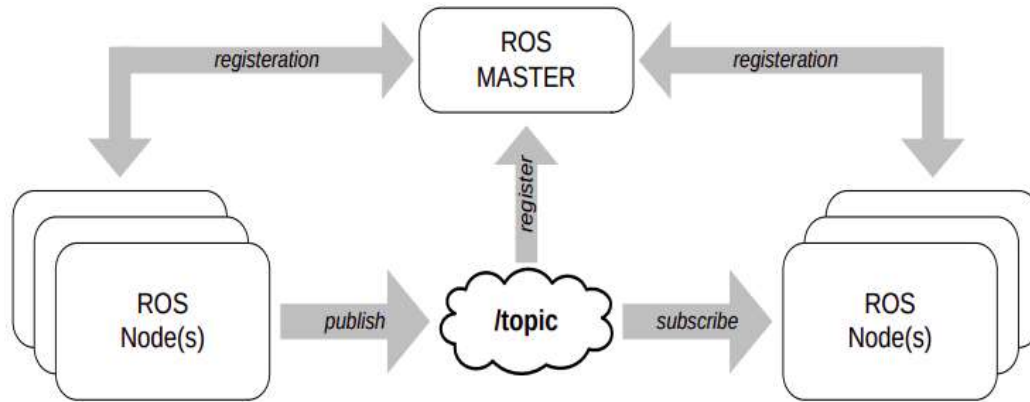 registeration
ROS
MASTER
registeration
register
ROS
Node(s)
publish
/topic
subscribe
ROS
Node(s)